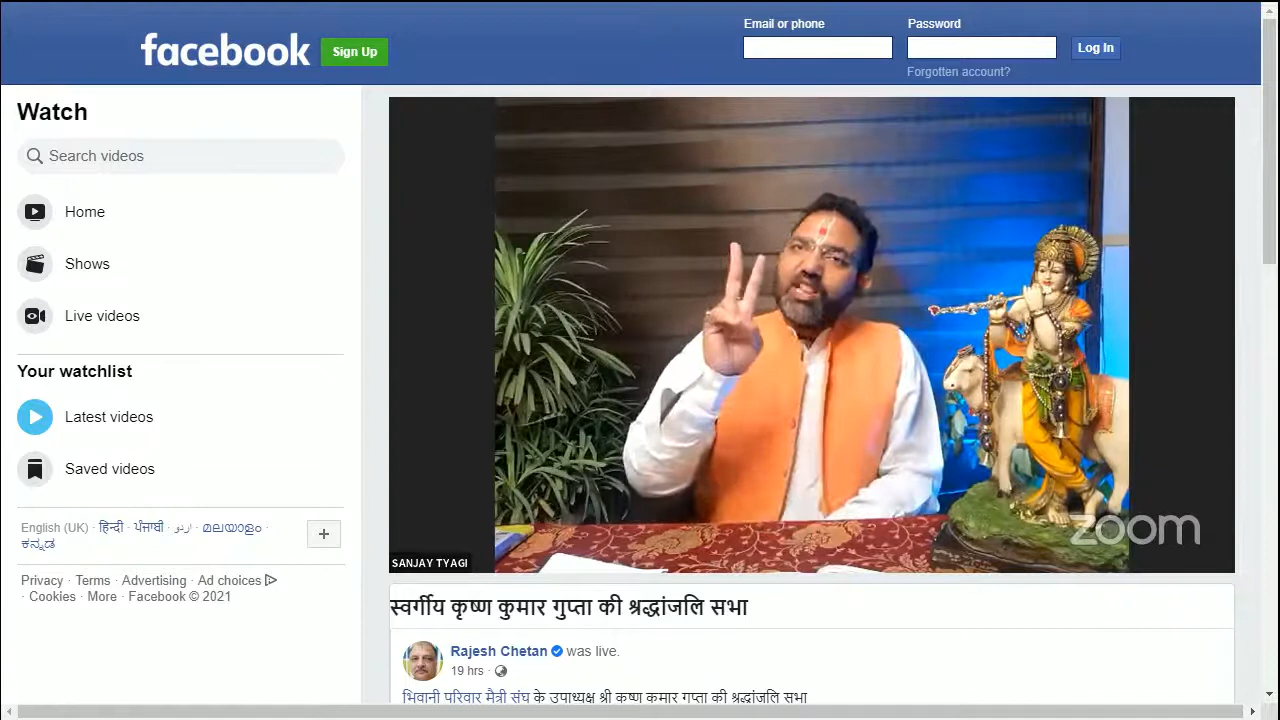 facebook
Sign Up
Email or phone
Password
Log In
Forgotten account?
Watch
Search videos
Home
Shows
Live videos
Your watchlist
Latest videos
Saved videos
English (UK) · हिन्दी · ਪੰਜਾਬੀ · اردو · മലയാളം ·
ಕನ್ನಡ
+
Privacy · Terms · Advertising · Ad choices
· Cookies · More · Facebook © 2021
zoom
SANJAY TYAGI
स्वर्गीय कृष्ण कुमार गुप्ता की श्रद्धांजलि सभा
Rajesh Chetan was live.
19 hrs ·
भिवानी परिवार मैत्री संघ के उपाध्यक्ष श्री कृष्ण कुमार गुप्ता की श्रद्धांजलि सभा